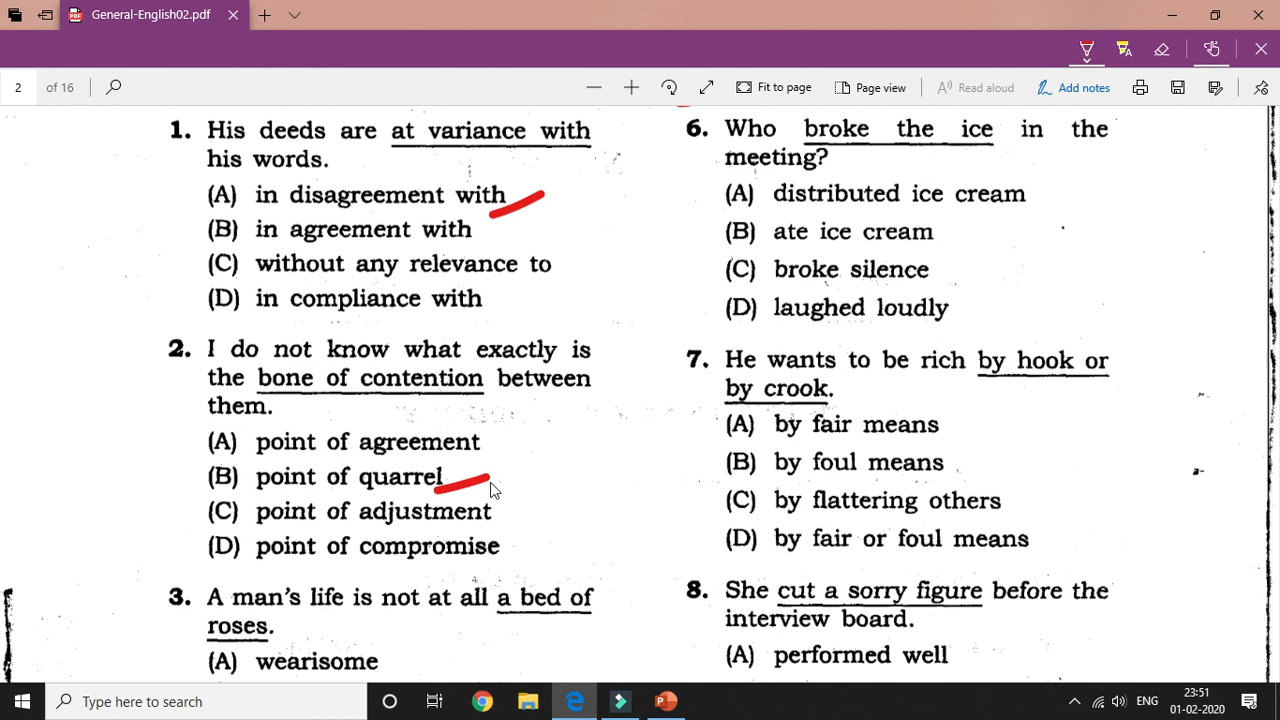 General-English02.pdf
2 of 16
Fit to page
Page view
Read aloud
Add notes
1. His deeds are at variance with
his words.
(A) in disagreement with
(B) in agreement with
(C) without any relevance to
(D) in compliance with
2. I do not know what exactly is
the bone of contention between
them.
(A) point of agreement
(B) point of quarrel
(C) point of adjustment
(D) point of compromise
3. A man's life is not at all a bed of
roses.
(A) wearisome
6. Who broke the ice in the
meeting?
(A) distributed ice cream
(B) ate ice cream
(C) broke silence
(D) laughed loudly
7. He wants to be rich by hook or
by crook.
(A) by fair means
(B) by foul means
(C) by flattering others
(D) by fair or foul means
8. She cut a sorry figure before the
interview board.
(A) performed well
Type here to search
ENG
23:51
01-02-2020